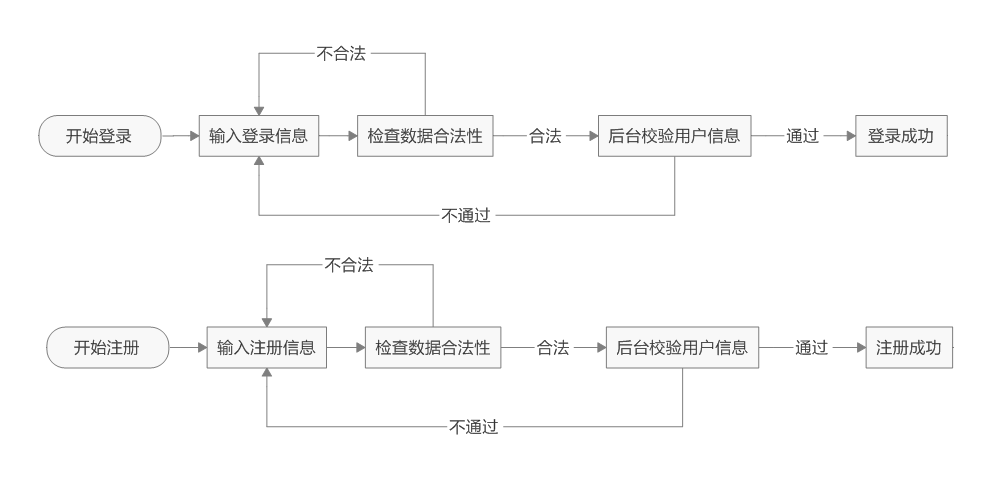 不合法
开始登录
输入登录信息
检查数据合法性
合法
后台校验用户信息
通过
登录成功
不通过
不合法
开始注册
输入注册信息
检查数据合法性
合法
后台校验用户信息
通过
注册成功
不通过